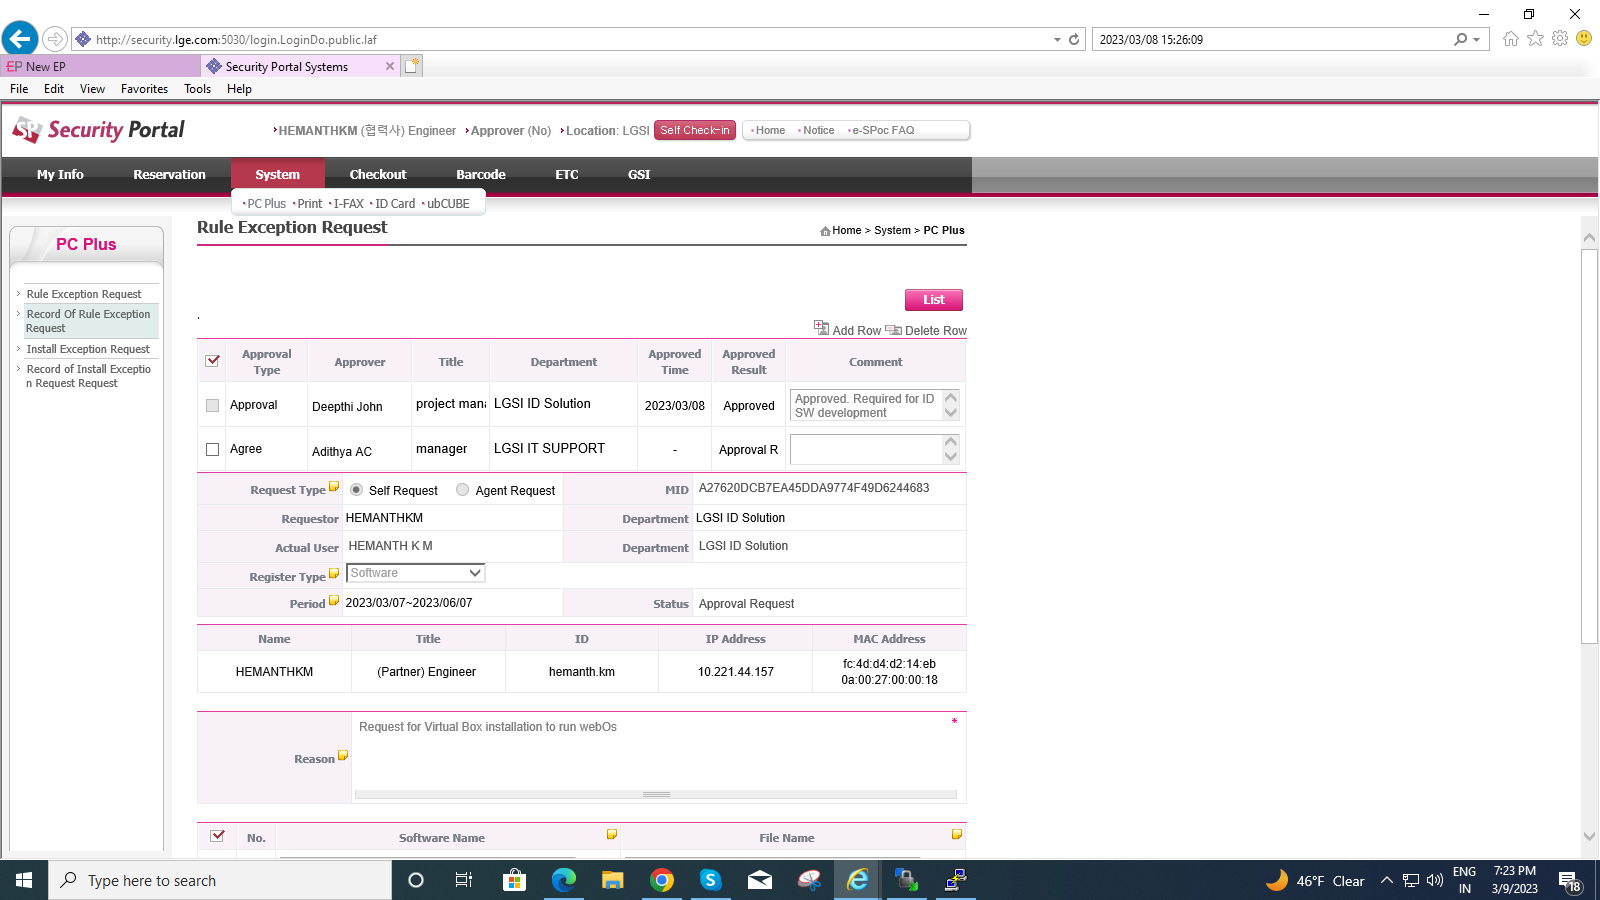 http://security.lge.com:5030/login.LoginDo.public.laf
2023/03/08 15:26:09
EP New EP
Security Portal Systems
File Edit View Favorites Tools Help
SP Security Portal
HEMANTHKM (협력사) Engineer Approver (No) Location: LGSI Self Check-in Home Notice e-SPoc FAQ
My Info Reservation System Checkout Barcode ETC GSI
PC Plus Print I-FAX ID Card ubCUBE
PC Plus
Rule Exception Request
Record Of Rule Exception
Request
Install Exception Request
Record of Install Exceptio
n Request Request
Rule Exception Request
Home > System > PC Plus
List
.
Add Row Delete Row
Approval Type Approver Title Department Approved Time Approved Result Comment
Approval Deepthi John project mana LGSI ID Solution 2023/03/08 Approved Approved. Required for ID SW development
Agree Adithya AC manager LGSI IT SUPPORT - Approval R
Request Type Self Request Agent Request MID A27620DCB7EA45DDA9774F49D6244683
Requestor HEMANTHKM Department LGSI ID Solution
Actual User HEMANTH K M Department LGSI ID Solution
Register Type Software
Period 2023/03/07~2023/06/07 Status Approval Request
Name Title ID IP Address MAC Address
HEMANTHKM (Partner) Engineer hemanth.km 10.221.44.157 fc:4d:d4:d2:14:eb
0a:00:27:00:00:18
Reason Request for Virtual Box installation to run webOs *
No. Software Name File Name
Type here to search
46°F Clear
ENG
IN
7:23 PM
3/9/2023
18